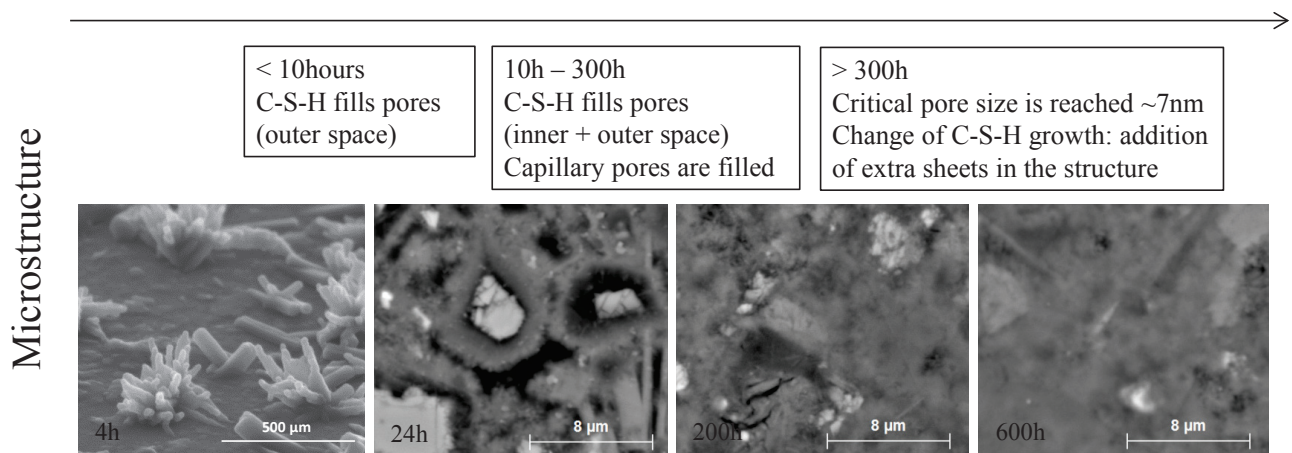 < 10hours
C-S-H fills pores
(outer space)
10h – 300h
C-S-H fills pores
(inner + outer space)
Capillary pores are filled
> 300h
Critical pore size is reached ~7nm
Change of C-S-H growth: addition
of extra sheets in the structure
Microstructure
4h
500 µm
24h
8 µm
200h
8 µm
600h
8 µm